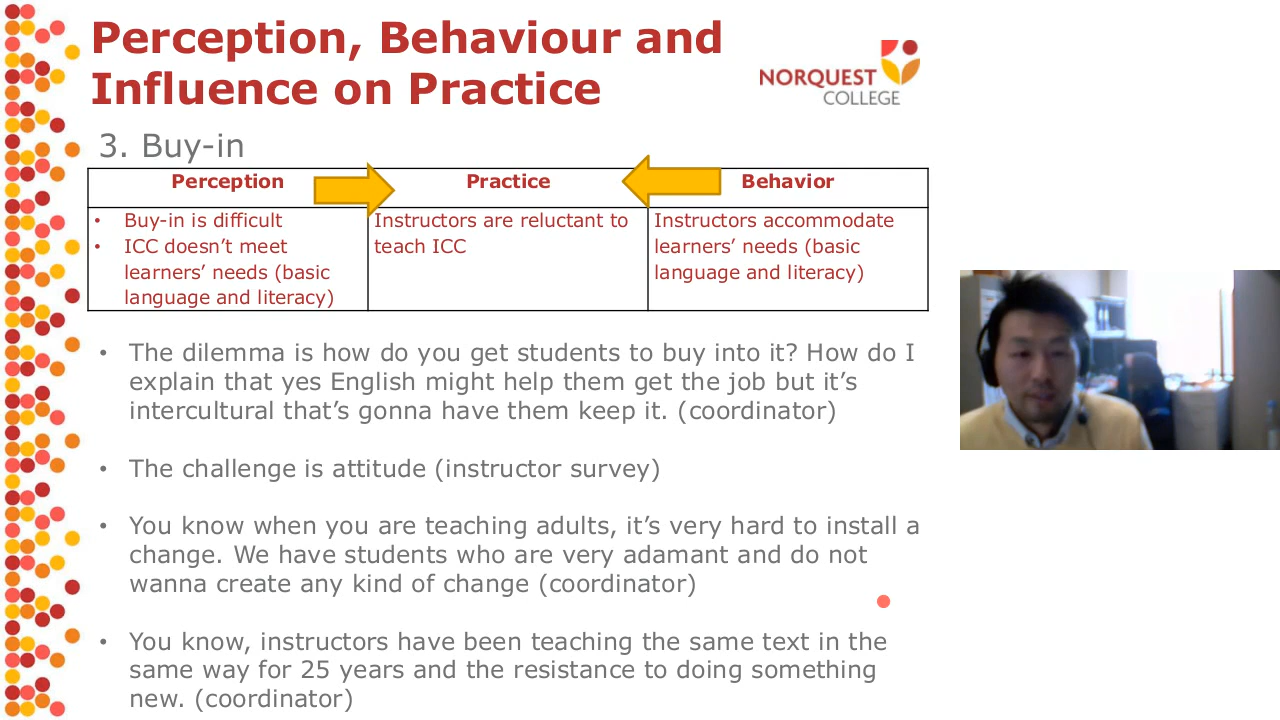 Perception, Behaviour and
Influence on Practice
NORQUEST
COLLEGE
3. Buy-in
Perception
Practice
Behavior
• Buy-in is difficult
• ICC doesn’t meet
learners’ needs (basic
language and literacy)
Instructors are reluctant to
teach ICC
Instructors accommodate
learners’ needs (basic
language and literacy)
• The dilemma is how do you get students to buy into it? How do I
explain that yes English might help them get the job but it’s
intercultural that’s gonna have them keep it. (coordinator)
• The challenge is attitude (instructor survey)
• You know when you are teaching adults, it’s very hard to install a
change. We have students who are very adamant and do not
wanna create any kind of change (coordinator)
• You know, instructors have been teaching the same text in the
same way for 25 years and the resistance to doing something
new. (coordinator)